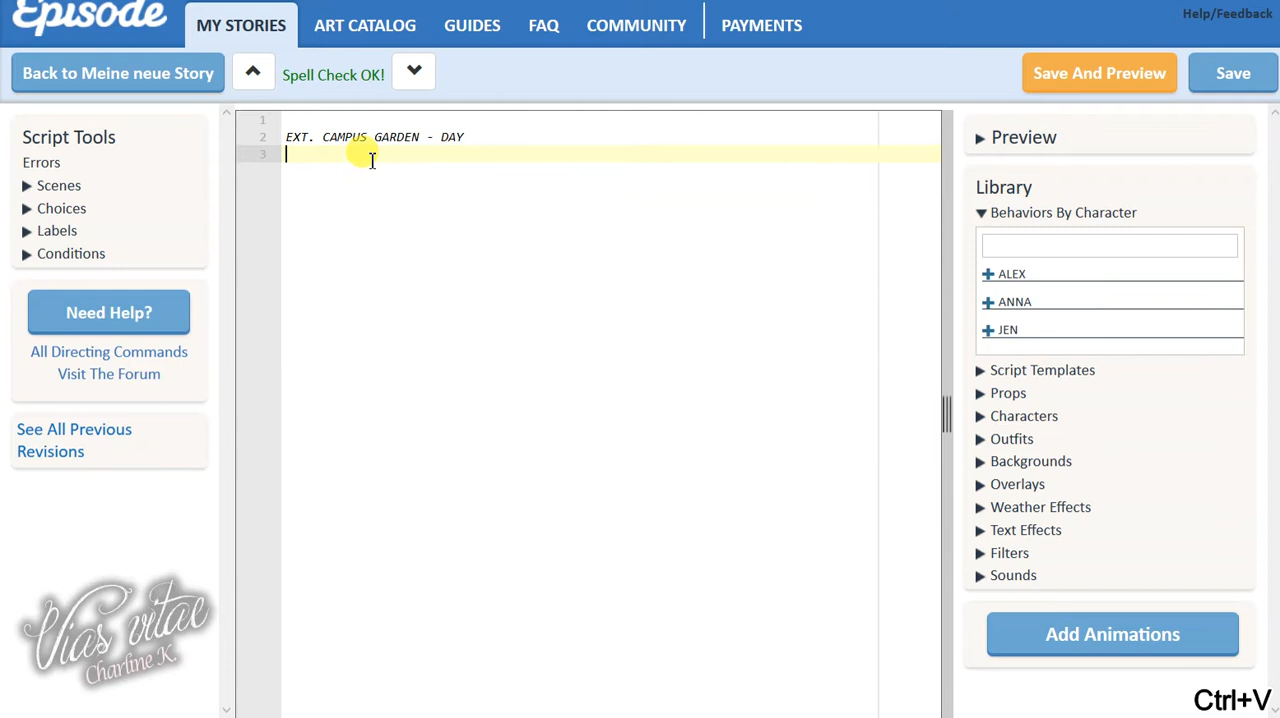 Episode
MY STORIES
ART CATALOG
GUIDES
FAQ
COMMUNITY
PAYMENTS
Help/Feedback
Back to Meine neue Story
Spell Check OK!
Save And Preview
Save
Script Tools
Errors
Scenes
Choices
Labels
Conditions
Need Help?
All Directing Commands
Visit The Forum
See All Previous
Revisions
Vias vitae
Charline K.
1
2 EXT. CAMPUS GARDEN - DAY
3
Preview
Library
Behaviors By Character
ALEX
ANNA
JEN
Script Templates
Props
Characters
Outfits
Backgrounds
Overlays
Weather Effects
Text Effects
Filters
Sounds
Add Animations
Ctrl+V